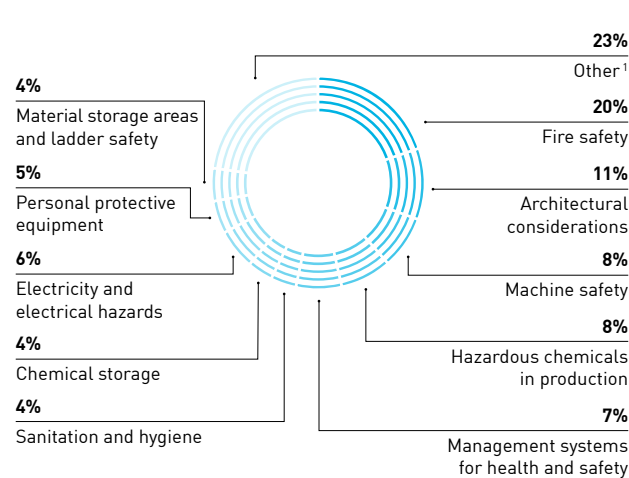 23%
Other¹
20%
Fire safety
11%
Architectural
considerations
8%
Machine safety
8%
Hazardous chemicals
in production
7%
Management systems
for health and safety
4%
Material storage areas
and ladder safety
5%
Personal protective
equipment
6%
Electricity and
electrical hazards
4%
Chemical storage
4%
Sanitation and hygiene